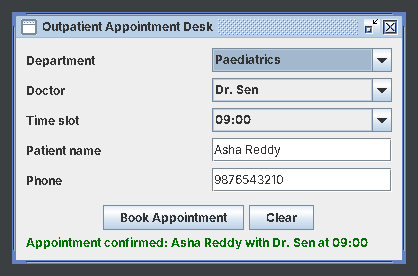 Outpatient Appointment Desk
Department Paediatrics
Doctor Dr. Sen
Time slot 09:00
Patient name Asha Reddy
Phone 9876543210
Book Appointment Clear
Appointment confirmed: Asha Reddy with Dr. Sen at 09:00